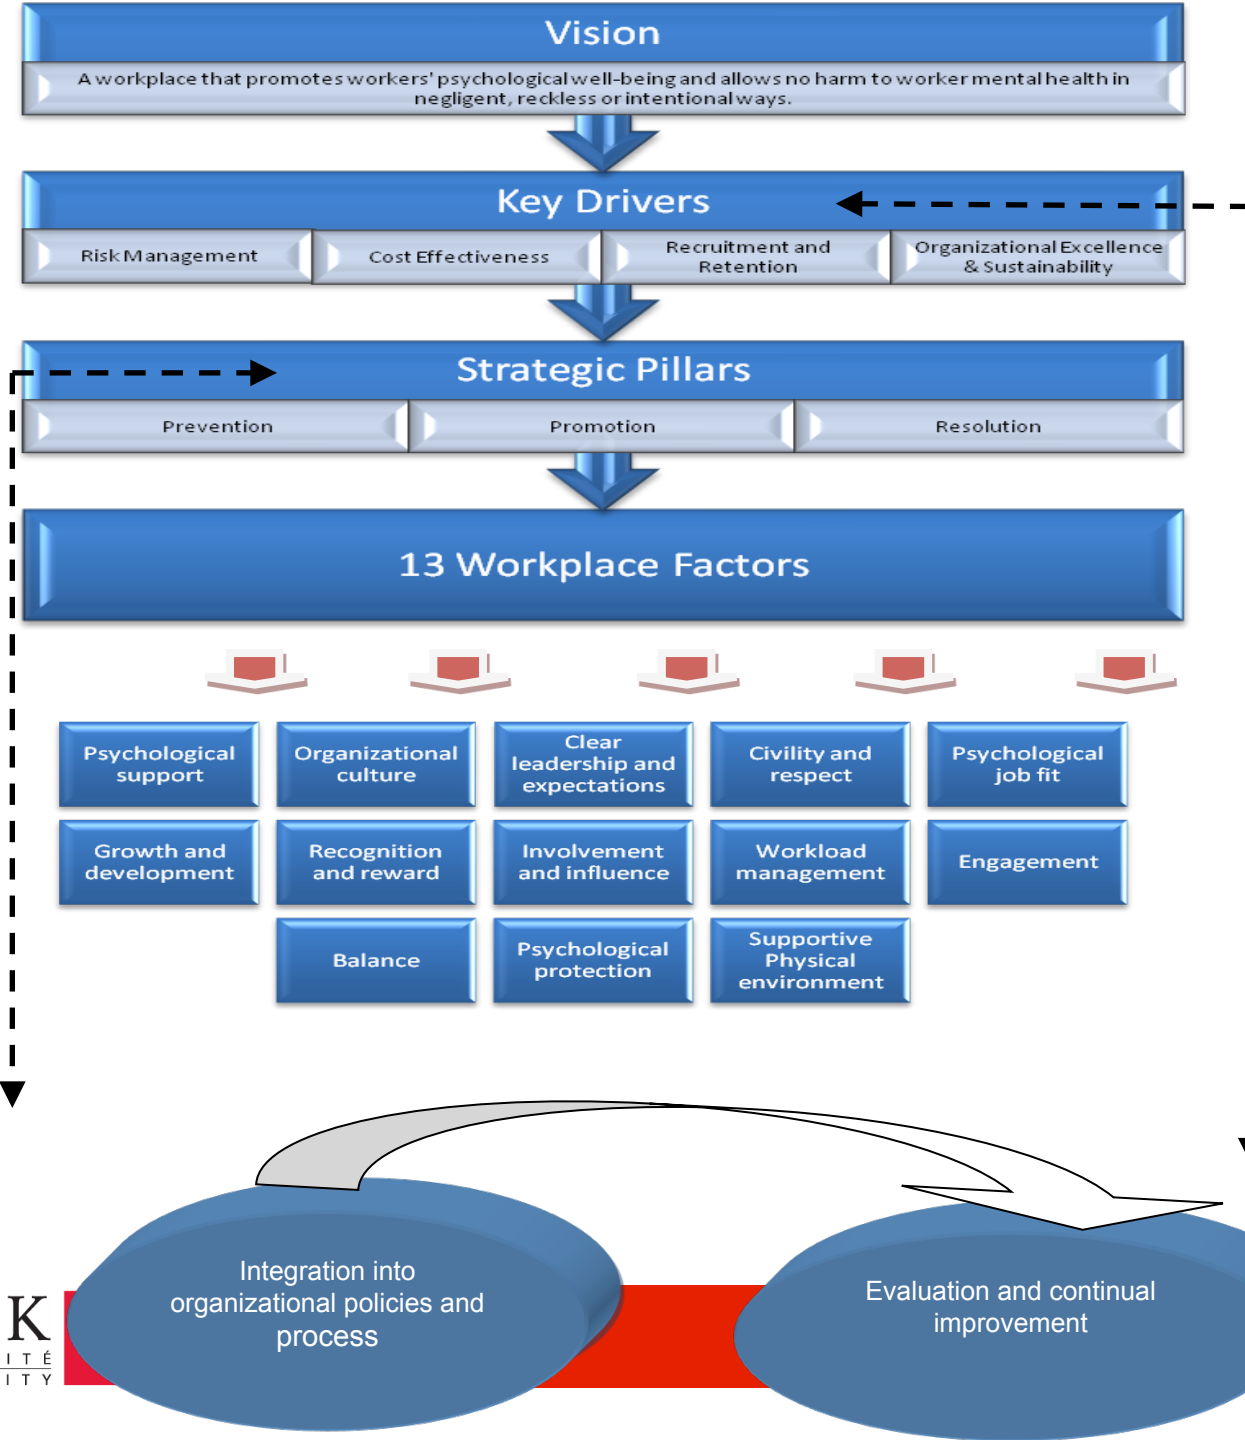 Vision
A workplace that promotes workers' psychological well-being and allows no harm to worker mental health in
negligent, reckless or intentional ways.
Key Drivers
Risk Management
Cost Effectiveness
Recruitment and
Retention
Organizational Excellence
& Sustainability
Strategic Pillars
Prevention
Promotion
Resolution
13 Workplace Factors
Psychological
support
Organizational
culture
Clear
leadership and
expectations
Civility and
respect
Psychological
job fit
Growth and
development
Recognition
and reward
Involvement
and influence
Workload
management
Engagement
Balance
Psychological
protection
Supportive
Physical
environment
Integration into
organizational policies and
process
Evaluation and continual
improvement
K
ITÉ
ITY